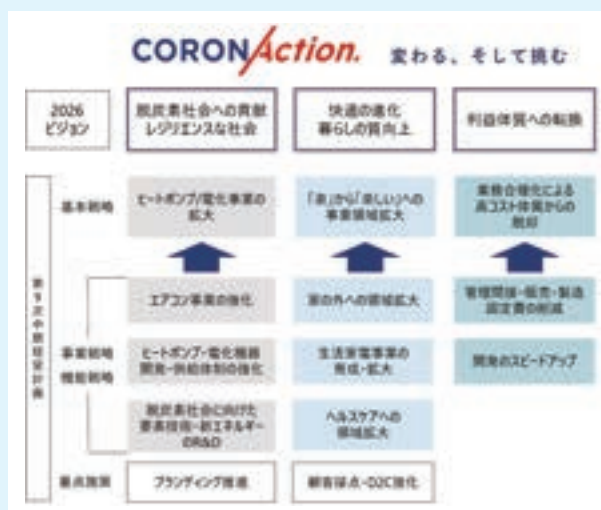 CORONAction. 変わる、そして挑む
2026
ビジョン
脱炭素社会への貢献
レジリエンスな社会
快適の進化
暮らしの質向上
利益体質への転換
第9次中期経営計画
基本戦略
ヒートポンプ/電化事業の
拡大
「楽」から「楽しい」への
事業領域拡大
業務合理化による
高コスト体質からの
脱却
事業戦略
機能戦略
エアコン事業の強化
家の外への領域拡大
管理間接・販売・製造
固定費の削減
ヒートポンプ・電化機器
開発・供給体制の強化
生活家電事業の
育成・拡大
開発のスピードアップ
脱炭素社会に向けた
要素技術・新エネルギー
のR&D
ヘルスケアへの
領域拡大
重点施策
ブランディング推進
顧客接点・D2C強化